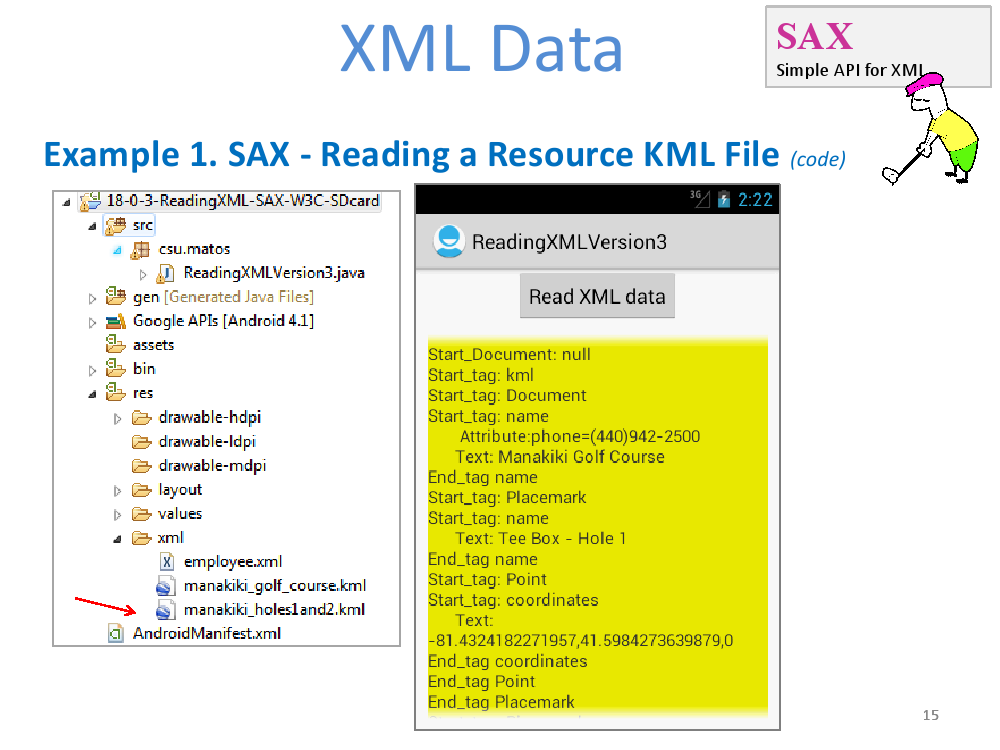 XML Data
SAX
Simple API for XML
Example 1. SAX - Reading a Resource KML File (code)
18-0-3-ReadingXML-SAX-W3C-SDcard
src
csu.matos
ReadingXMLVersion3.java
gen [Generated Java Files]
Google APIs [Android 4.1]
assets
bin
res
drawable-hdpi
drawable-ldpi
drawable-mdpi
layout
values
xml
employee.xml
manakiki_golf_course.kml
manakiki_holes1and2.kml
AndroidManifest.xml
3G 2:22
ReadingXMLVersion3
Read XML data
Start_Document: null
Start_tag: kml
Start_tag: Document
Start_tag: name
Attribute:phone=(440)942-2500
Text: Manakiki Golf Course
End_tag name
Start_tag: Placemark
Start_tag: name
Text: Tee Box - Hole 1
End_tag name
Start_tag: Point
Start_tag: coordinates
Text:
-81.4324182271957,41.5984273639879,0
End_tag coordinates
End_tag Point
End_tag Placemark
15